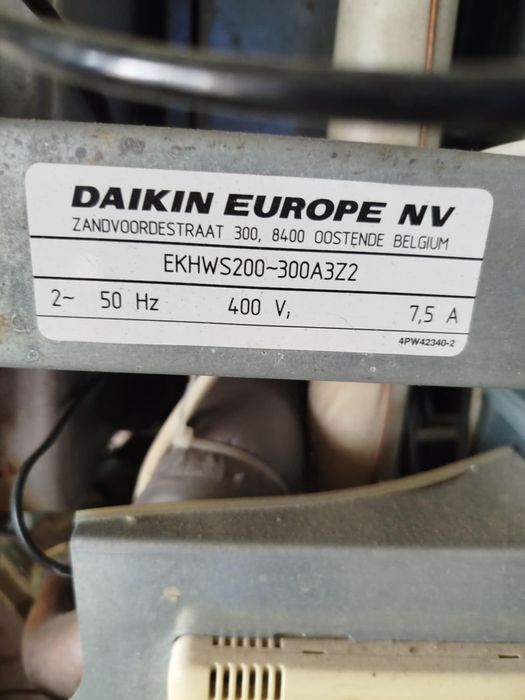 DAIKIN EUROPE NV
ZANDVOORDESTRAAT 300, 8400 OOSTENDE BELGIUM
EKHWS200~300A3Z2
2~ 50 Hz 400 V, 7,5 A
4PW42340-2